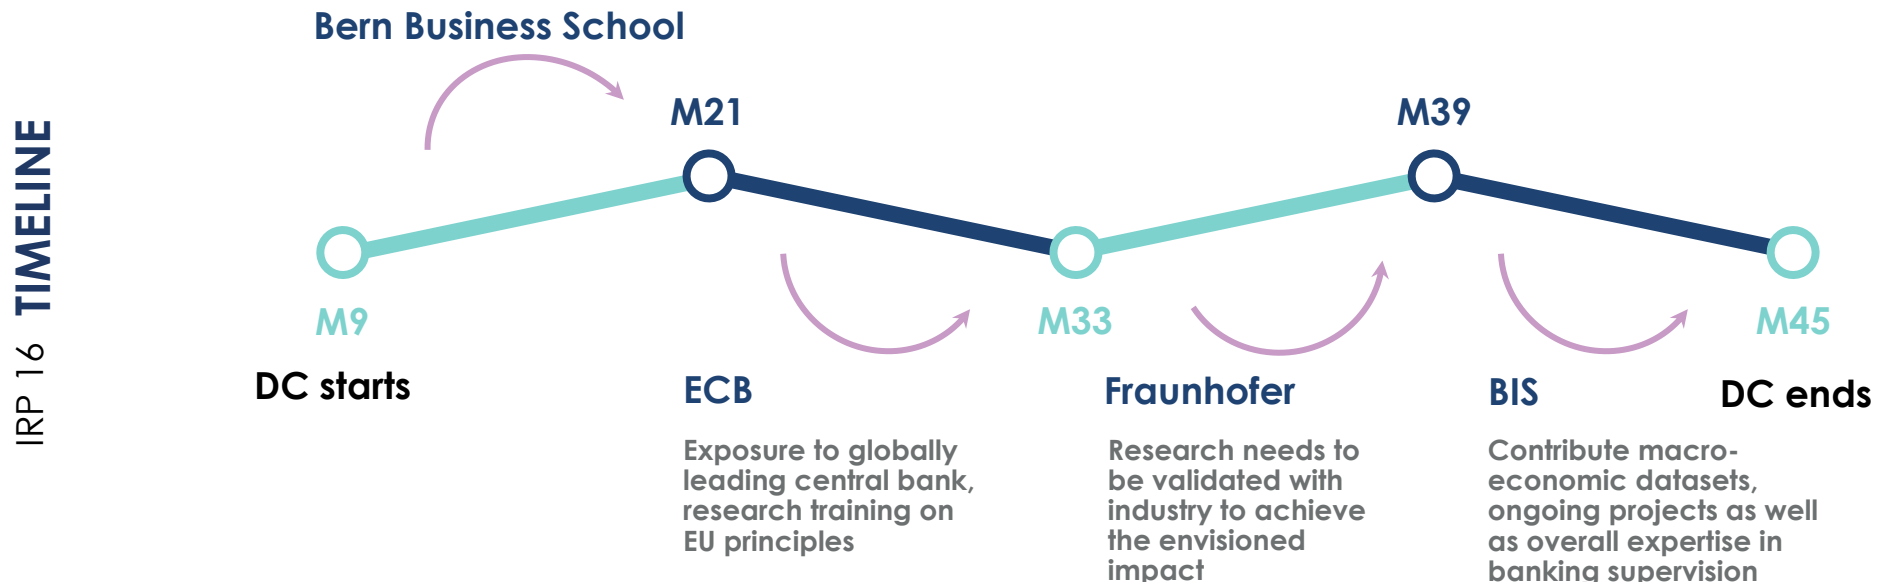 IRP 16 TIMELINE
Bern Business School
M21
M39
M9
M33
M45
DC starts
ECB
Fraunhofer
BIS
DC ends
Exposure to globally
leading central bank,
research training on
EU principles
Research needs to
be validated with
industry to achieve
the envisioned
impact
Contribute macro-
economic datasets,
ongoing projects as well
as overall expertise in
banking supervision